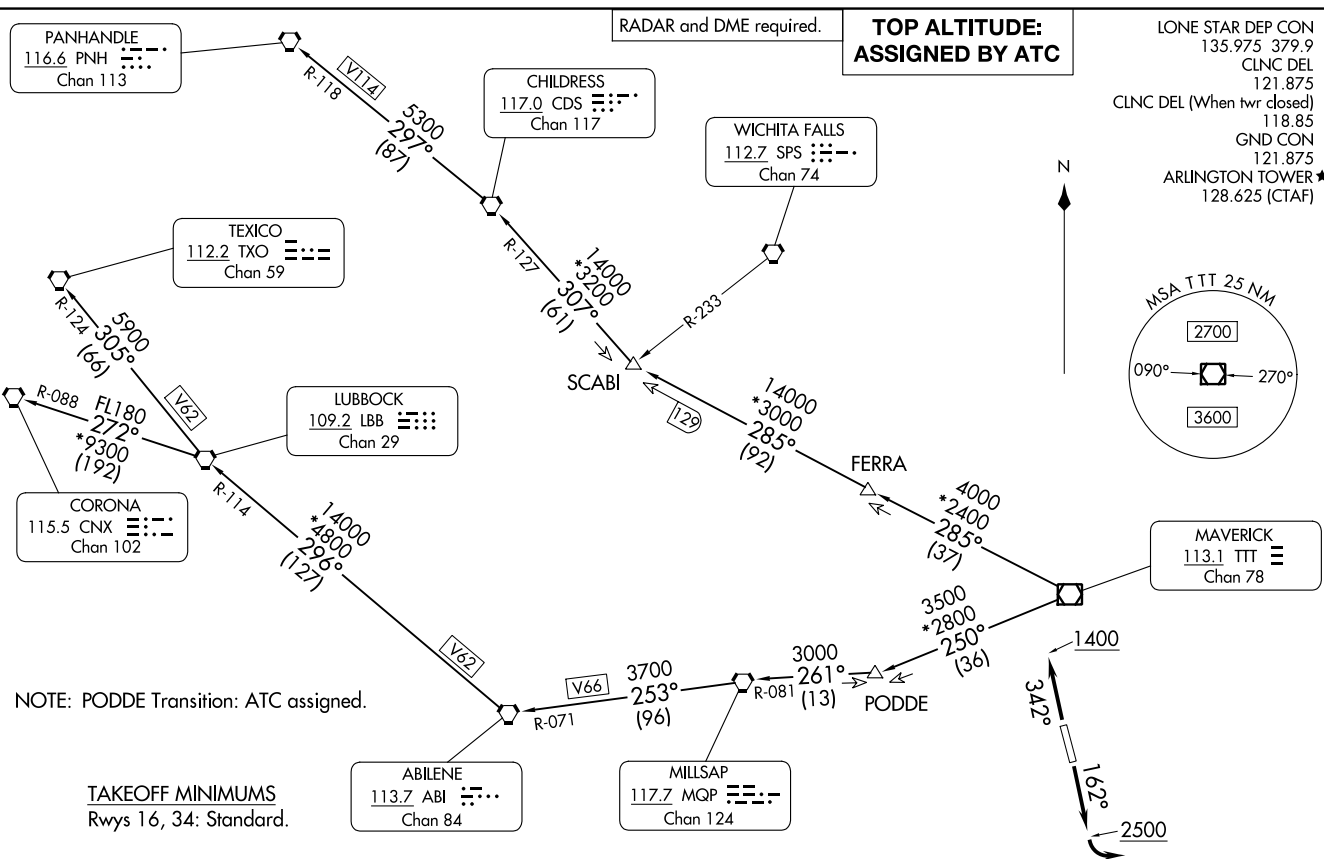 RADAR and DME required.
TOP ALTITUDE:
ASSIGNED BY ATC
LONE STAR DEP CON
135.975 379.9
CLNC DEL
121.875
CLNC DEL (When twr closed)
118.85
GND CON
121.875
ARLINGTON TOWER★
128.625 (CTAF)
PANHANDLE
116.6 PNH
Chan 113
R-118
V114
5300
297°
(87)
CHILDRESS
117.0 CDS
Chan 117
WICHITA FALLS
112.7 SPS
Chan 74
N
TEXICO
112.2 TXO
Chan 59
R-127
14000
*3200
307°
(61)
R-233
SCABI
MSA TTT 25 NM
2700
090°
270°
3600
R-124
5900
305°
(66)
V62
R-088
FL180
272°
*9300
(192)
LUBBOCK
109.2 LBB
Chan 29
129
14000
*3000
285°
(92)
FERRA
CORONA
115.5 CNX
Chan 102
R-114
14000
*4800
296°
(127)
4000
*2400
285°
(37)
MAVERICK
113.1 TTT
Chan 78
3500
*2800
250°
(36)
1400
342°
162°
2500
V62
V66
3700
253°
(96)
R-071
3000
261°
(13)
R-081
PODDE
NOTE: PODDE Transition: ATC assigned.
ABILENE
113.7 ABI
Chan 84
MILLSAP
117.7 MQP
Chan 124
TAKEOFF MINIMUMS
Rwys 16, 34: Standard.